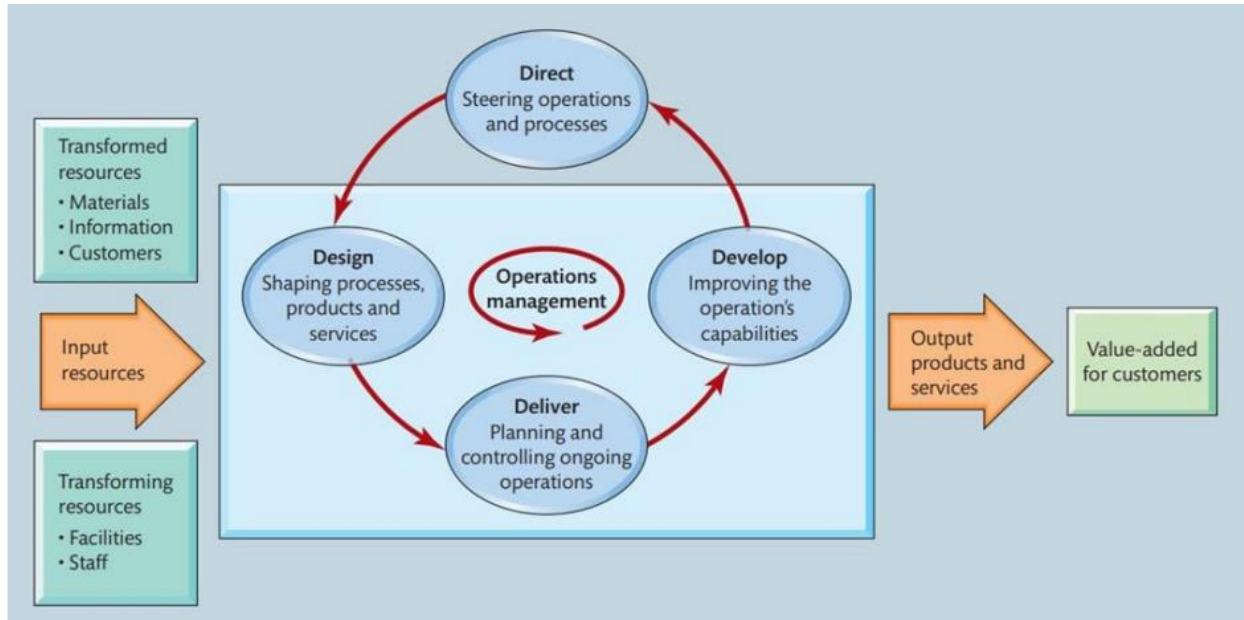 Direct
Steering operations
and processes
Transformed
resources
• Materials
• Information
• Customers
Design
Shaping processes,
products and
services
Operations
management
Develop
Improving the
operation's
capabilities
Input
resources
Output
products and
services
Value-added
for customers
Deliver
Planning and
controlling ongoing
operations
Transforming
resources
• Facilities
• Staff